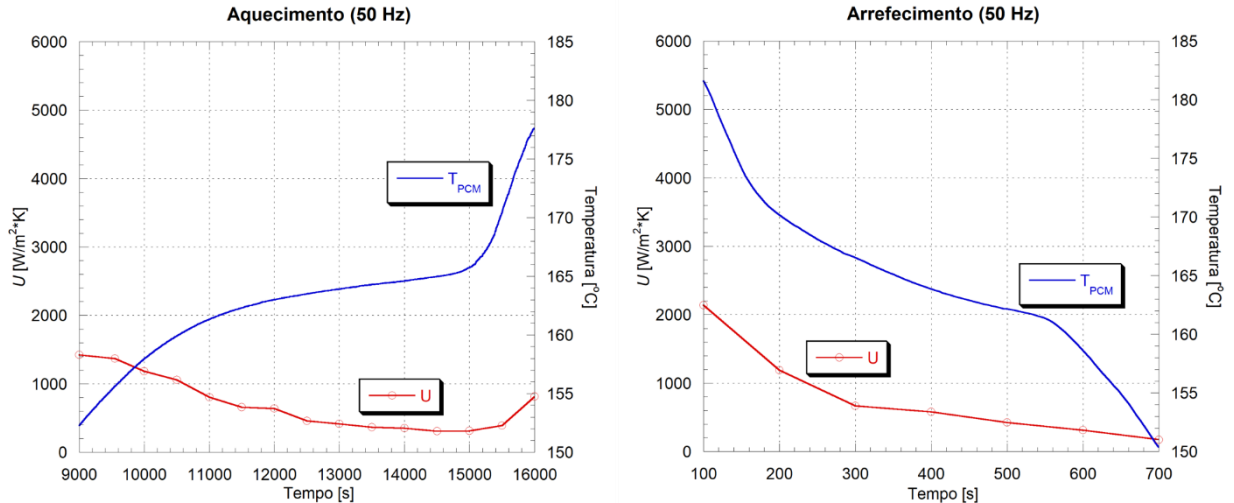 Aquecimento (50 Hz)
6000
5000
4000
3000
2000
1000
0
U [W/m²*K]
185
180
175
170
165
160
155
150
Temperatura [°C]
T_PCM
U
9000 10000 11000 12000 13000 14000 15000 16000
Tempo [s]
Arrefecimento (50 Hz)
6000
5000
4000
3000
2000
1000
0
U [W/m²*K]
185
180
175
170
165
160
155
150
Temperatura [°C]
T_PCM
U
100 200 300 400 500 600 700
Tempo [s]